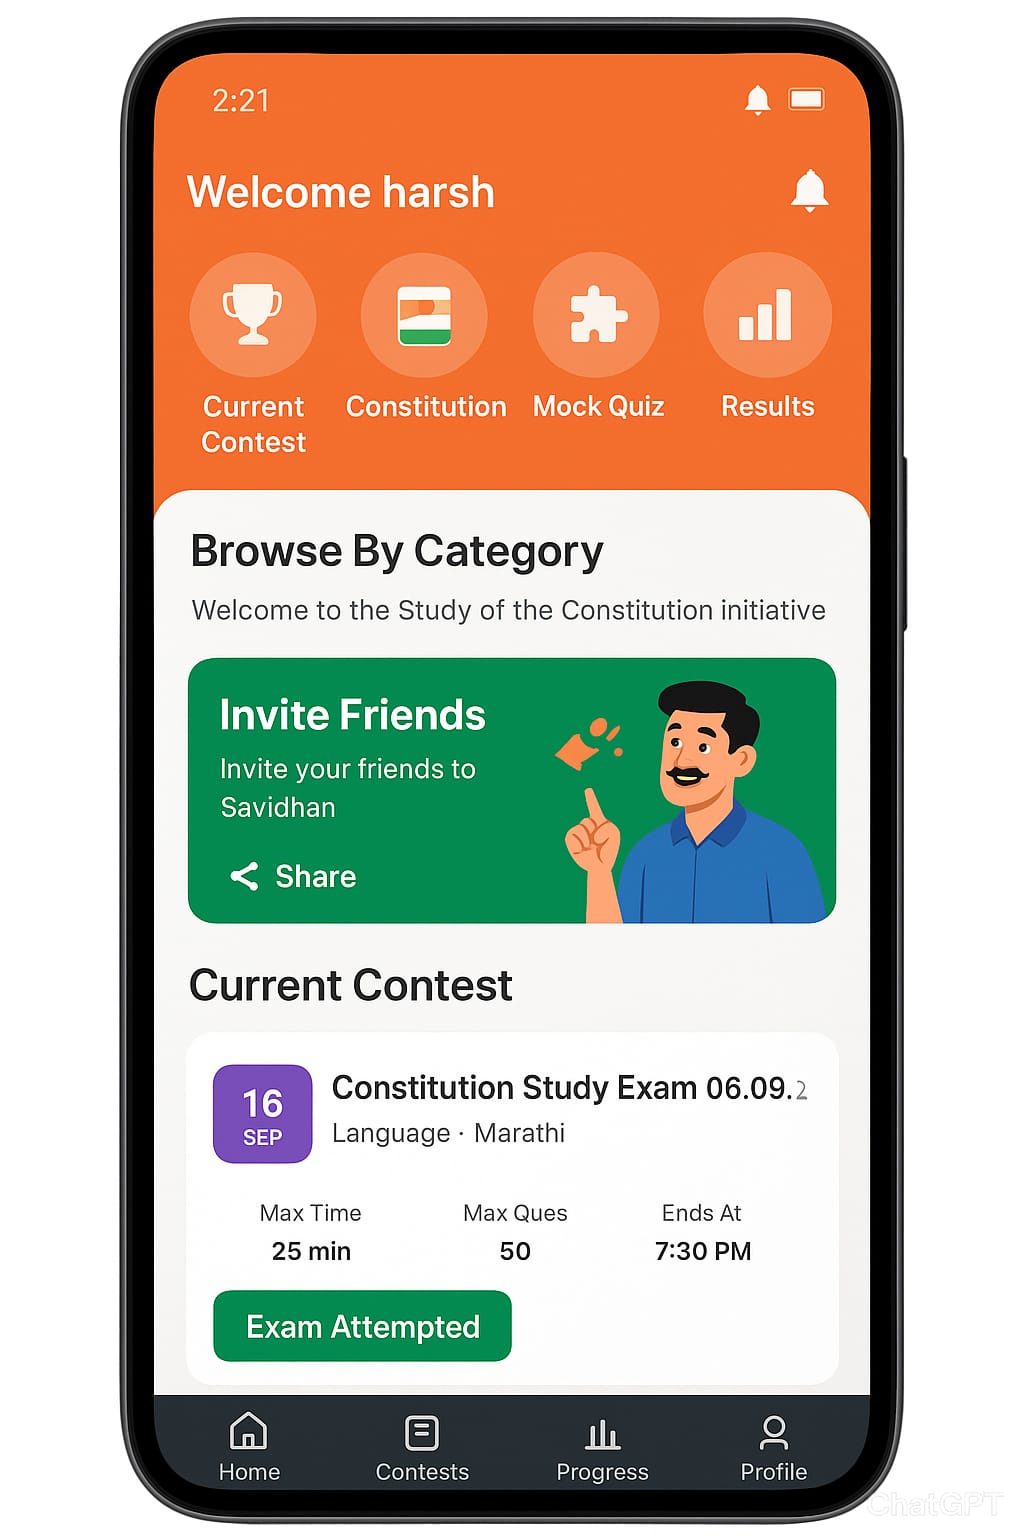 2:21
Welcome harsh
Current
Contest
Constitution
Mock Quiz
Results
Browse By Category
Welcome to the Study of the Constitution initiative
Invite Friends
Invite your friends to
Savidhan
Share
Current Contest
16
SEP
Constitution Study Exam 06.09.2
Language · Marathi
Max Time
Max Ques
Ends At
25 min
50
7:30 PM
Exam Attempted
Home
Contests
Progress
Profile
ChatGPT